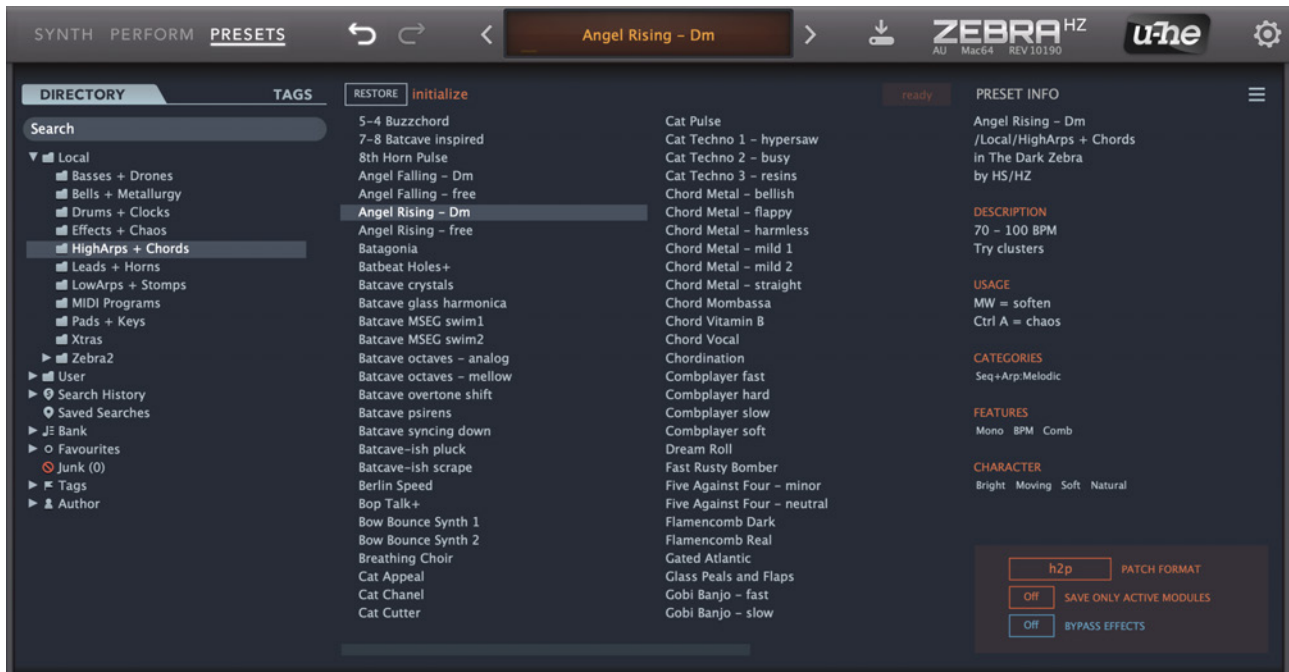 SYNTH PERFORM PRESETS
Angel Rising – Dm
ZEBRA HZ
AU Mac64 REV 10190
u-he
DIRECTORY TAGS
Search
Local
Basses + Drones
Bells + Metallurgy
Drums + Clocks
Effects + Chaos
HighArps + Chords
Leads + Horns
LowArps + Stomps
MIDI Programs
Pads + Keys
Xtras
Zebra2
User
Search History
Saved Searches
Bank
Favourites
Junk (0)
Tags
Author
RESTORE initialize
ready
5–4 Buzzchord
7–8 Batcave inspired
8th Horn Pulse
Angel Falling – Dm
Angel Falling – free
Angel Rising – Dm
Angel Rising – free
Batagonia
Batbeat Holes+
Batcave crystals
Batcave glass harmonica
Batcave MSEG swim1
Batcave MSEG swim2
Batcave octaves – analog
Batcave octaves – mellow
Batcave overtone shift
Batcave psirens
Batcave syncing down
Batcave-ish pluck
Batcave-ish scrape
Berlin Speed
Bop Talk+
Bow Bounce Synth 1
Bow Bounce Synth 2
Breathing Choir
Cat Appeal
Cat Chanel
Cat Cutter
Cat Pulse
Cat Techno 1 – hypersaw
Cat Techno 2 – busy
Cat Techno 3 – resins
Chord Metal – bellish
Chord Metal – flappy
Chord Metal – harmless
Chord Metal – mild 1
Chord Metal – mild 2
Chord Metal – straight
Chord Mombassa
Chord Vitamin B
Chord Vocal
Chordination
Combplayer fast
Combplayer hard
Combplayer slow
Combplayer soft
Dream Roll
Fast Rusty Bomber
Five Against Four – minor
Five Against Four – neutral
Flamencomb Dark
Flamencomb Real
Gated Atlantic
Glass Peals and Flaps
Gobi Banjo – fast
Gobi Banjo – slow
PRESET INFO
Angel Rising – Dm
/Local/HighArps + Chords
in The Dark Zebra
by HS/HZ
DESCRIPTION
70 – 100 BPM
Try clusters
USAGE
MW = soften
Ctrl A = chaos
CATEGORIES
Seq+Arp:Melodic
FEATURES
Mono BPM Comb
CHARACTER
Bright Moving Soft Natural
h2p PATCH FORMAT
Off SAVE ONLY ACTIVE MODULES
Off BYPASS EFFECTS